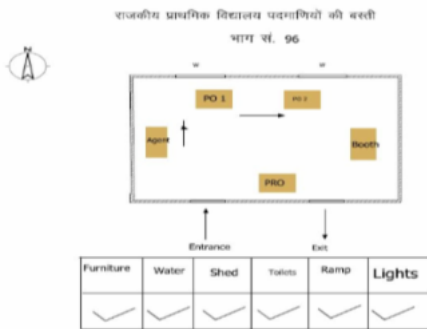 राजकीय प्राथमिक विद्यालय पदमाणियों की बस्ती
भाग सं. 96
N
W W
PO 1 PO 2
Agent Booth
PRO
Entrance Exit
Furniture Water Shed Toilets Ramp Lights